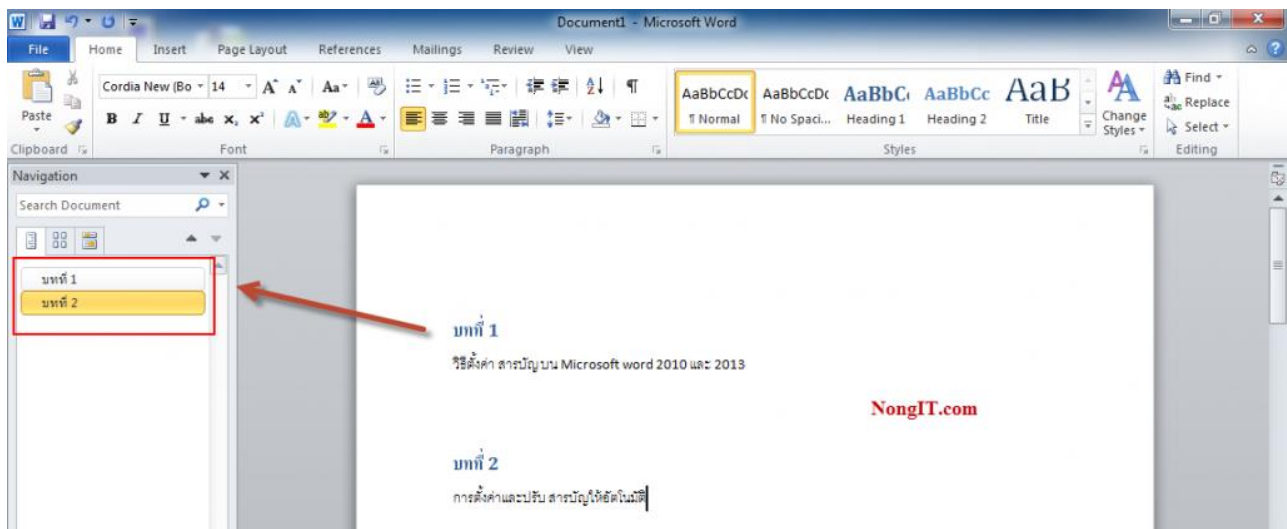 Document1 - Microsoft Word
File Home Insert Page Layout References Mailings Review View
Paste
Cordia New (Bo 14
AaBbCcDc AaBbCcDc AaBbC AaBbCc AaB
¶ Normal ¶ No Spaci... Heading 1 Heading 2 Title
Change Styles
Find
Replace
Select
Clipboard Font Paragraph Styles Editing
Navigation
Search Document
บทที่ 1
บทที่ 2
บทที่ 1
วิธีตั้งค่า สารบัญบน Microsoft word 2010 และ 2013
NongIT.com
บทที่ 2
การตั้งค่าและปรับ สารบัญให้อัตโนมัติ